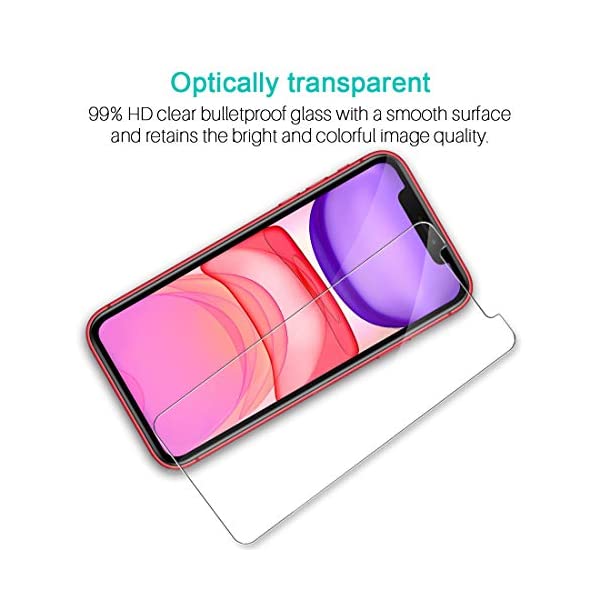 Optically transparent
99% HD clear bulletproof glass with a smooth surface
and retains the bright and colorful image quality.